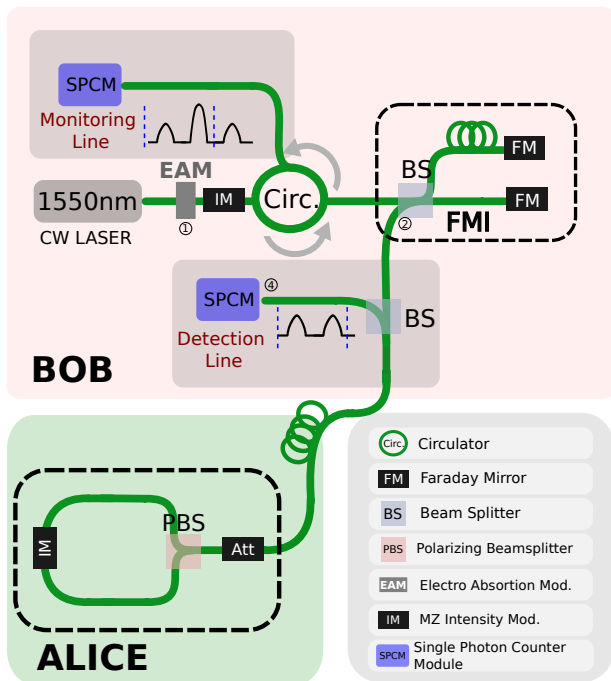 SPCM
Monitoring
Line
EAM
1550nm
IM
Circ.
CW LASER
①
BS
②
FM
FM
FMI
SPCM
④
Detection
Line
BS
BOB
PBS
IM
Att
ALICE
Circ. Circulator
FM Faraday Mirror
BS Beam Splitter
PBS Polarizing Beamsplitter
EAM Electro Absortion Mod.
IM MZ Intensity Mod.
SPCM Single Photon Counter
Module